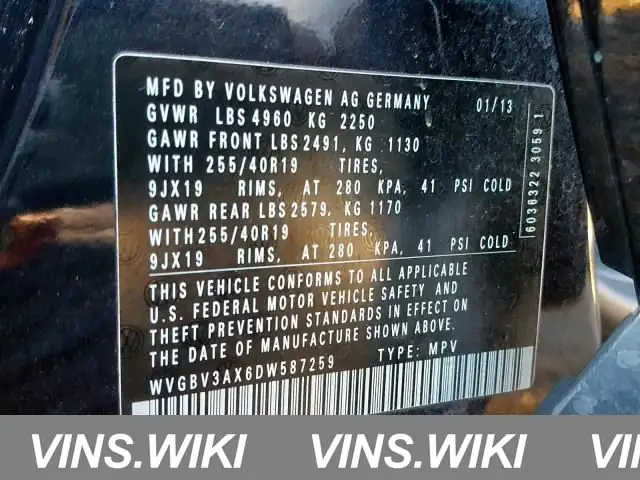 MFD BY VOLKSWAGEN AG GERMANY 01/13
GVWR LBS 4960 KG 2250
GAWR FRONT LBS 2491, KG 1130
WITH 255/40R19 TIRES,
9JX19 RIMS, AT 280 KPA, 41 PSI COLD
GAWR REAR LBS 2579, KG 1170
WITH 255/40R19 TIRES,
9JX19 RIMS, AT 280 KPA, 41 PSI COLD
THIS VEHICLE CONFORMS TO ALL APPLICABLE
U.S. FEDERAL MOTOR VEHICLE SAFETY AND
THEFT PREVENTION STANDARDS IN EFFECT ON
THE DATE OF MANUFACTURE SHOWN ABOVE.
WVGBV3AX6DW587259 TYPE: MPV
6036322 3059 1
VINS.WIKI VINS.WIKI VI